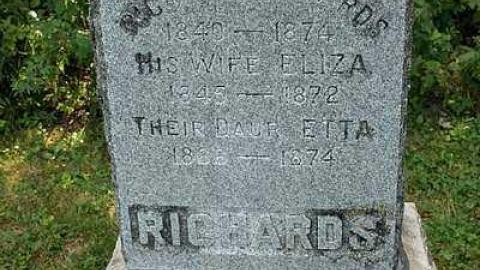 1840 — 1874
HIS WIFE ELIZA
1845 — 1872
THEIR DAUR ETTA
— 1874
RICHARDS